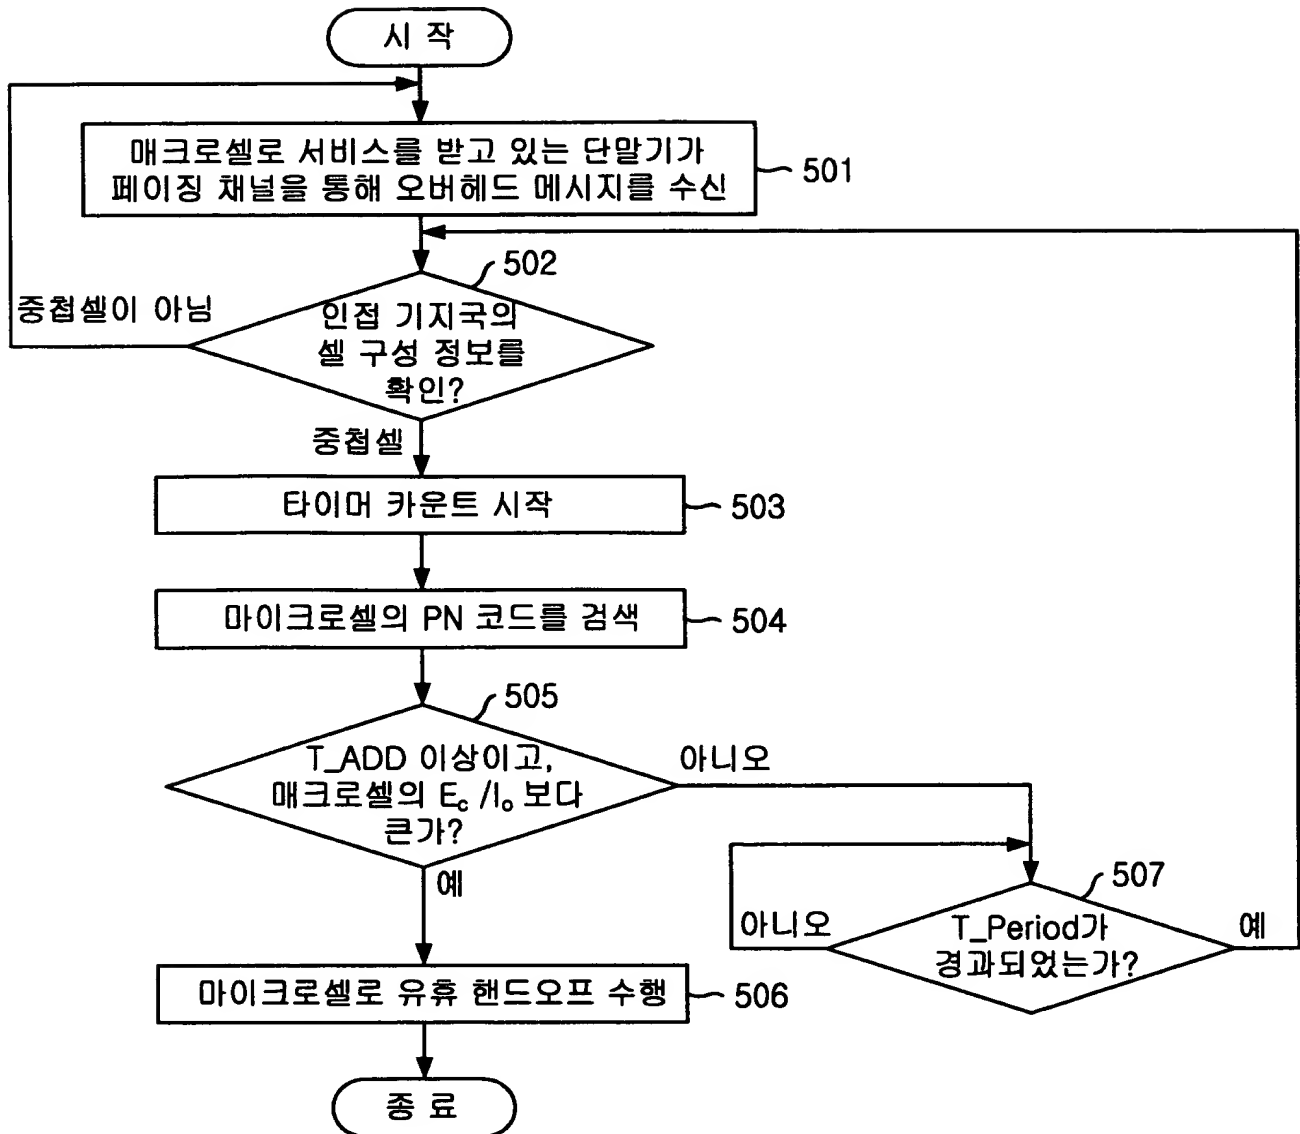 시 작
매크로셀로 서비스를 받고 있는 단말기가
페이징 채널을 통해 오버헤드 메시지를 수신
501
502
중첩셀이 아님
인접 기지국의
셀 구성 정보를
확인?
중첩셀
타이머 카운트 시작
503
마이크로셀의 PN 코드를 검색
504
505
T_ADD 이상이고,
매크로셀의 Ec /Io 보다
큰가?
아니오
예
507
아니오
T_Period가
경과되었는가?
예
마이크로셀로 유휴 핸드오프 수행
506
종 료